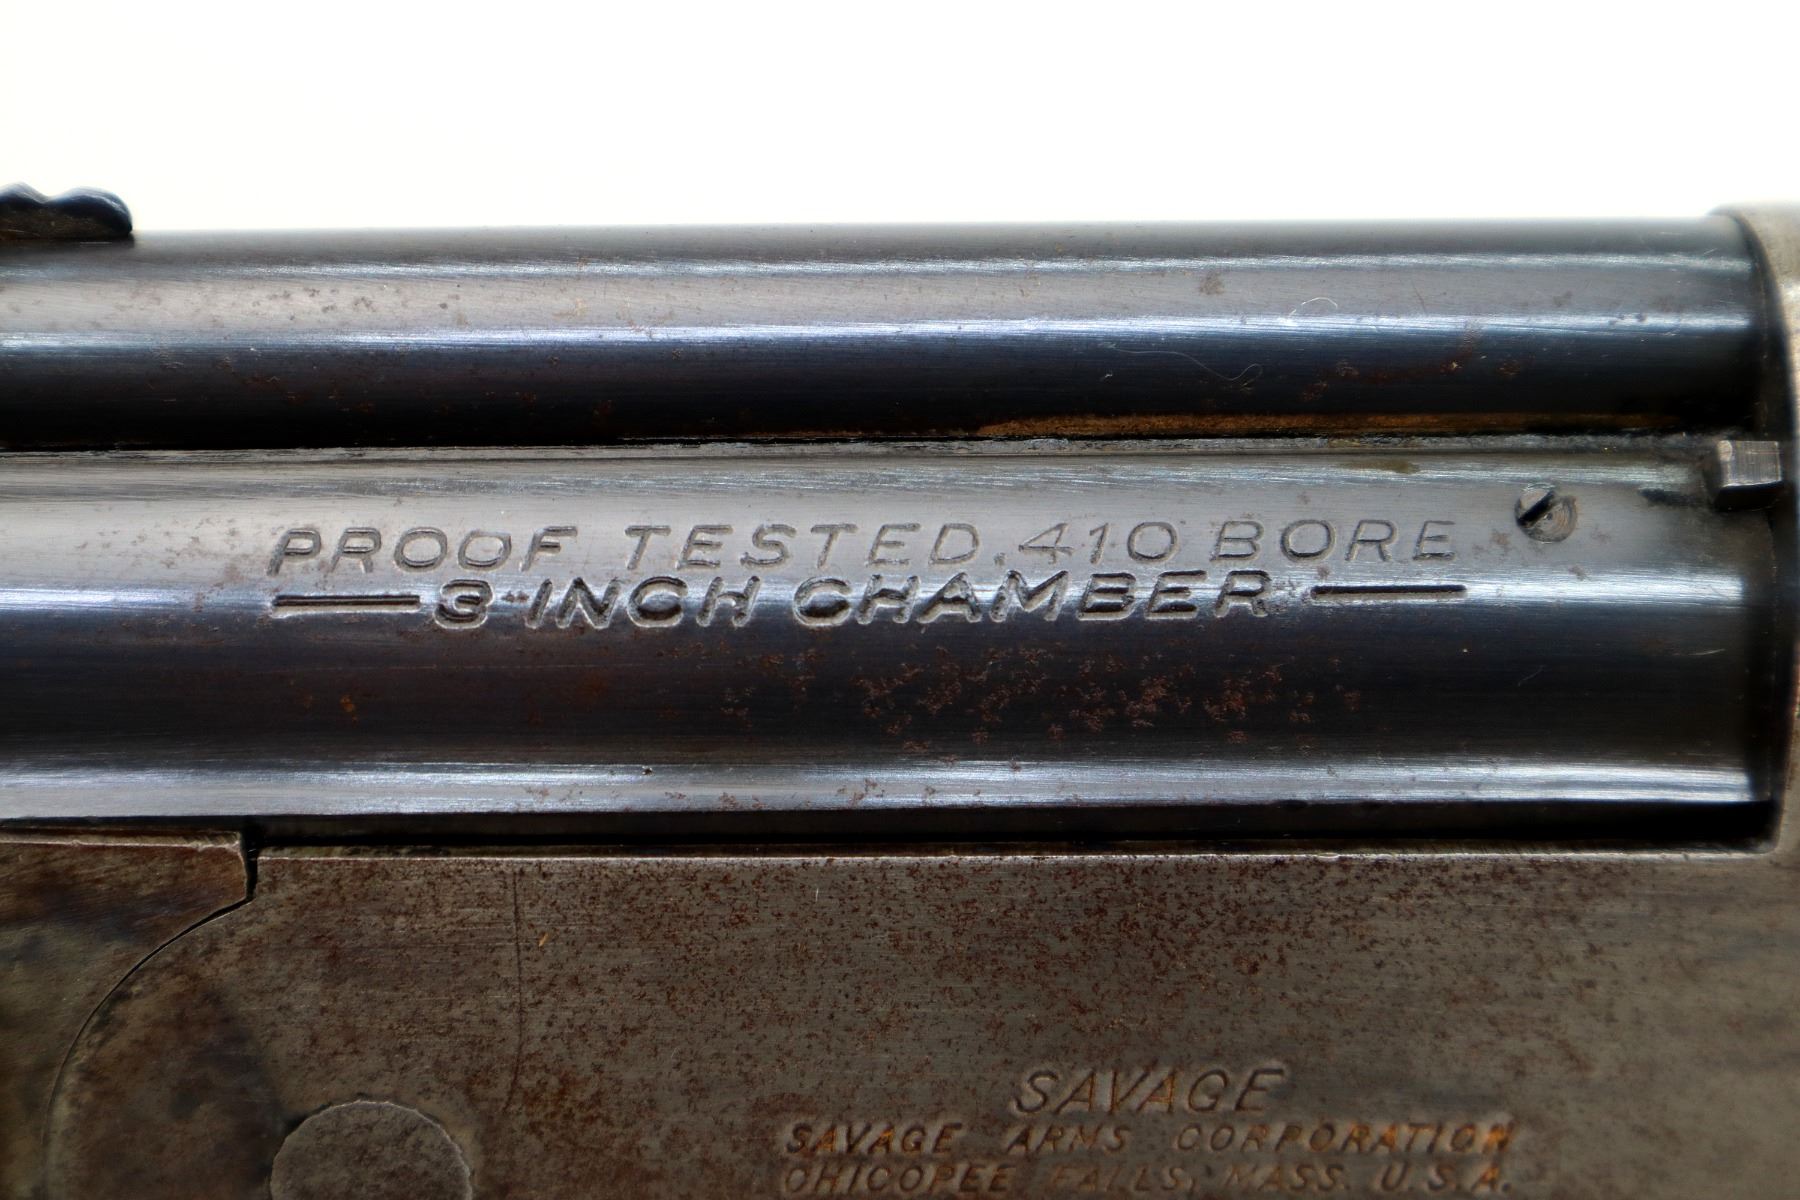 PROOF TESTED .410 BORE
— 3 INCH CHAMBER —
SAVAGE
SAVAGE ARMS CORPORATION
CHICOPEE FALLS, MASS. U.S.A.